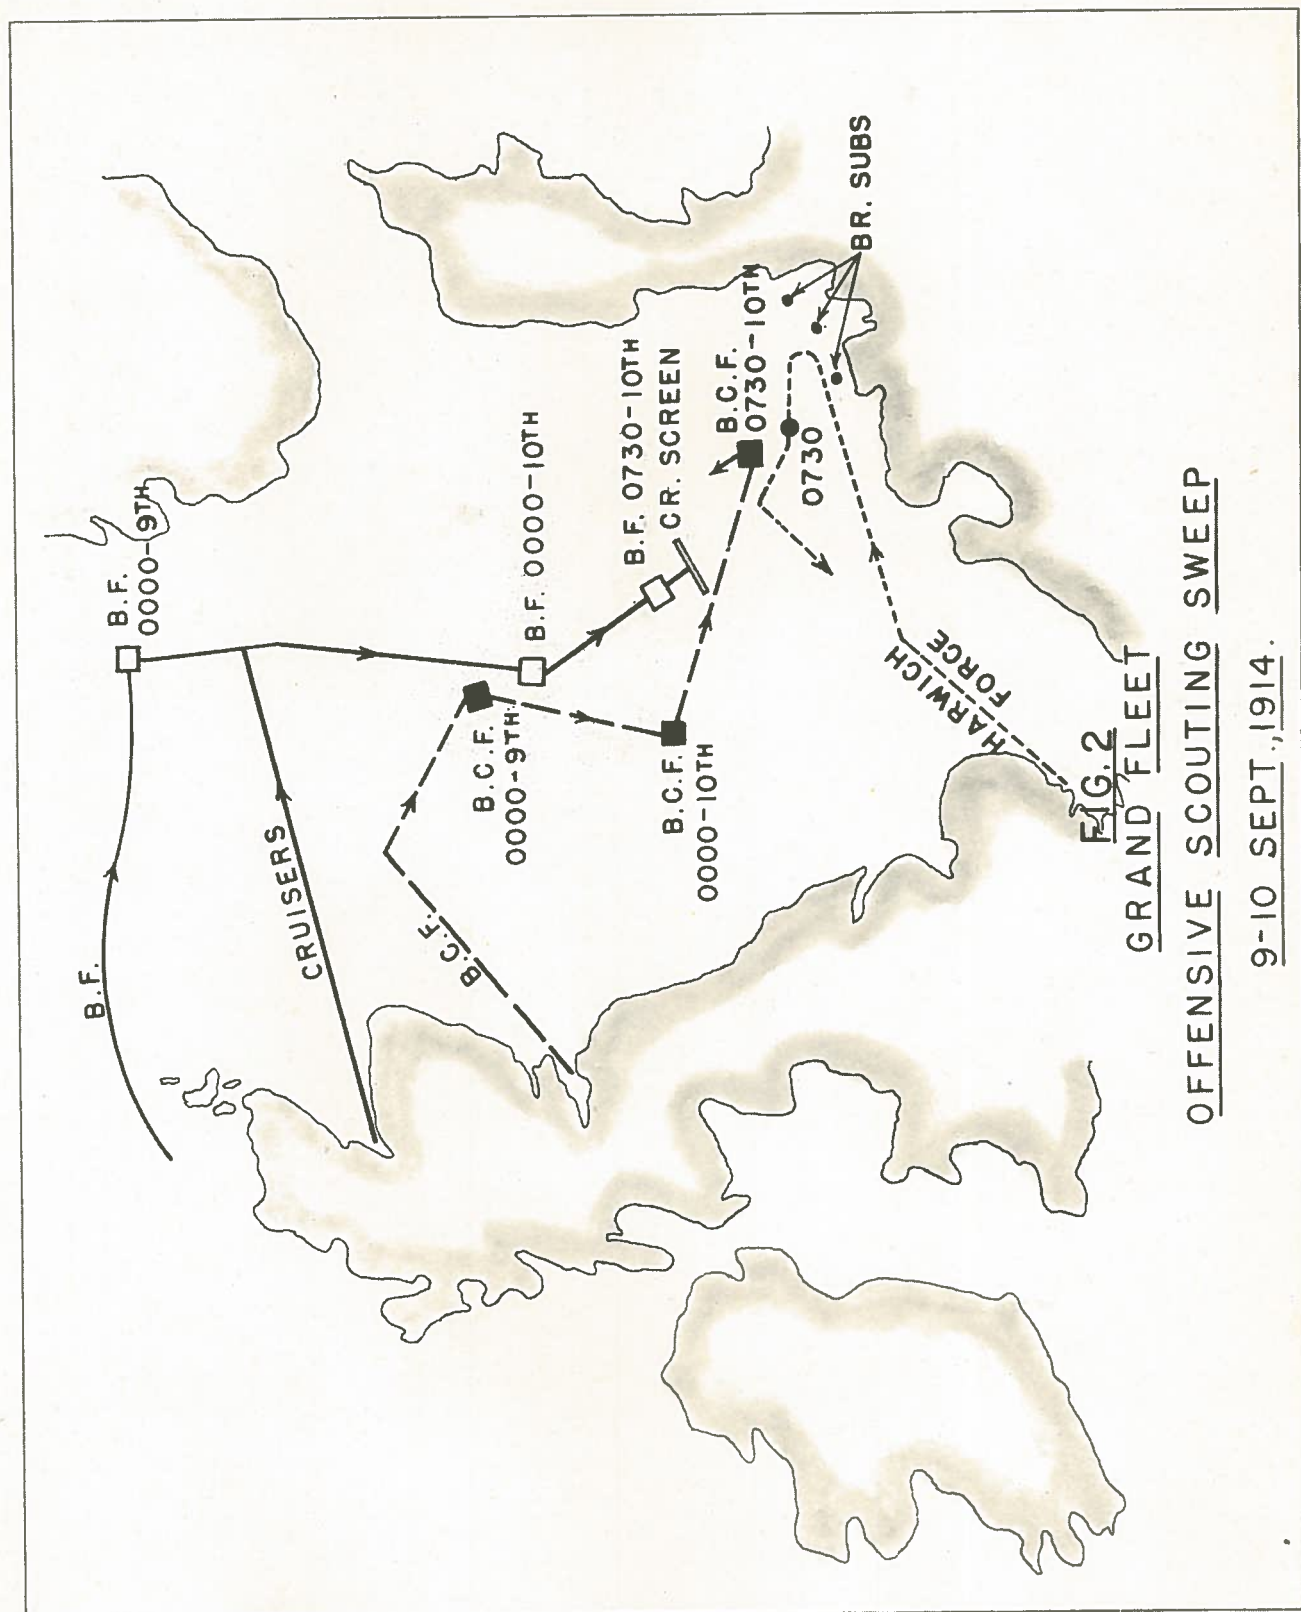 B.F.
B.F.
0000-9TH
CRUISERS
B.C.F.
B.C.F.
0000-9TH
B.F. 0000-10TH
B.F. 0730-10TH
CR. SCREEN
B.C.F.
0000-10TH
B.C.F.
0730-10TH
0730
BR. SUBS
HARWICH
FORCE
FIG. 2
GRAND FLEET
OFFENSIVE SCOUTING SWEEP
9-10 SEPT., 1914.